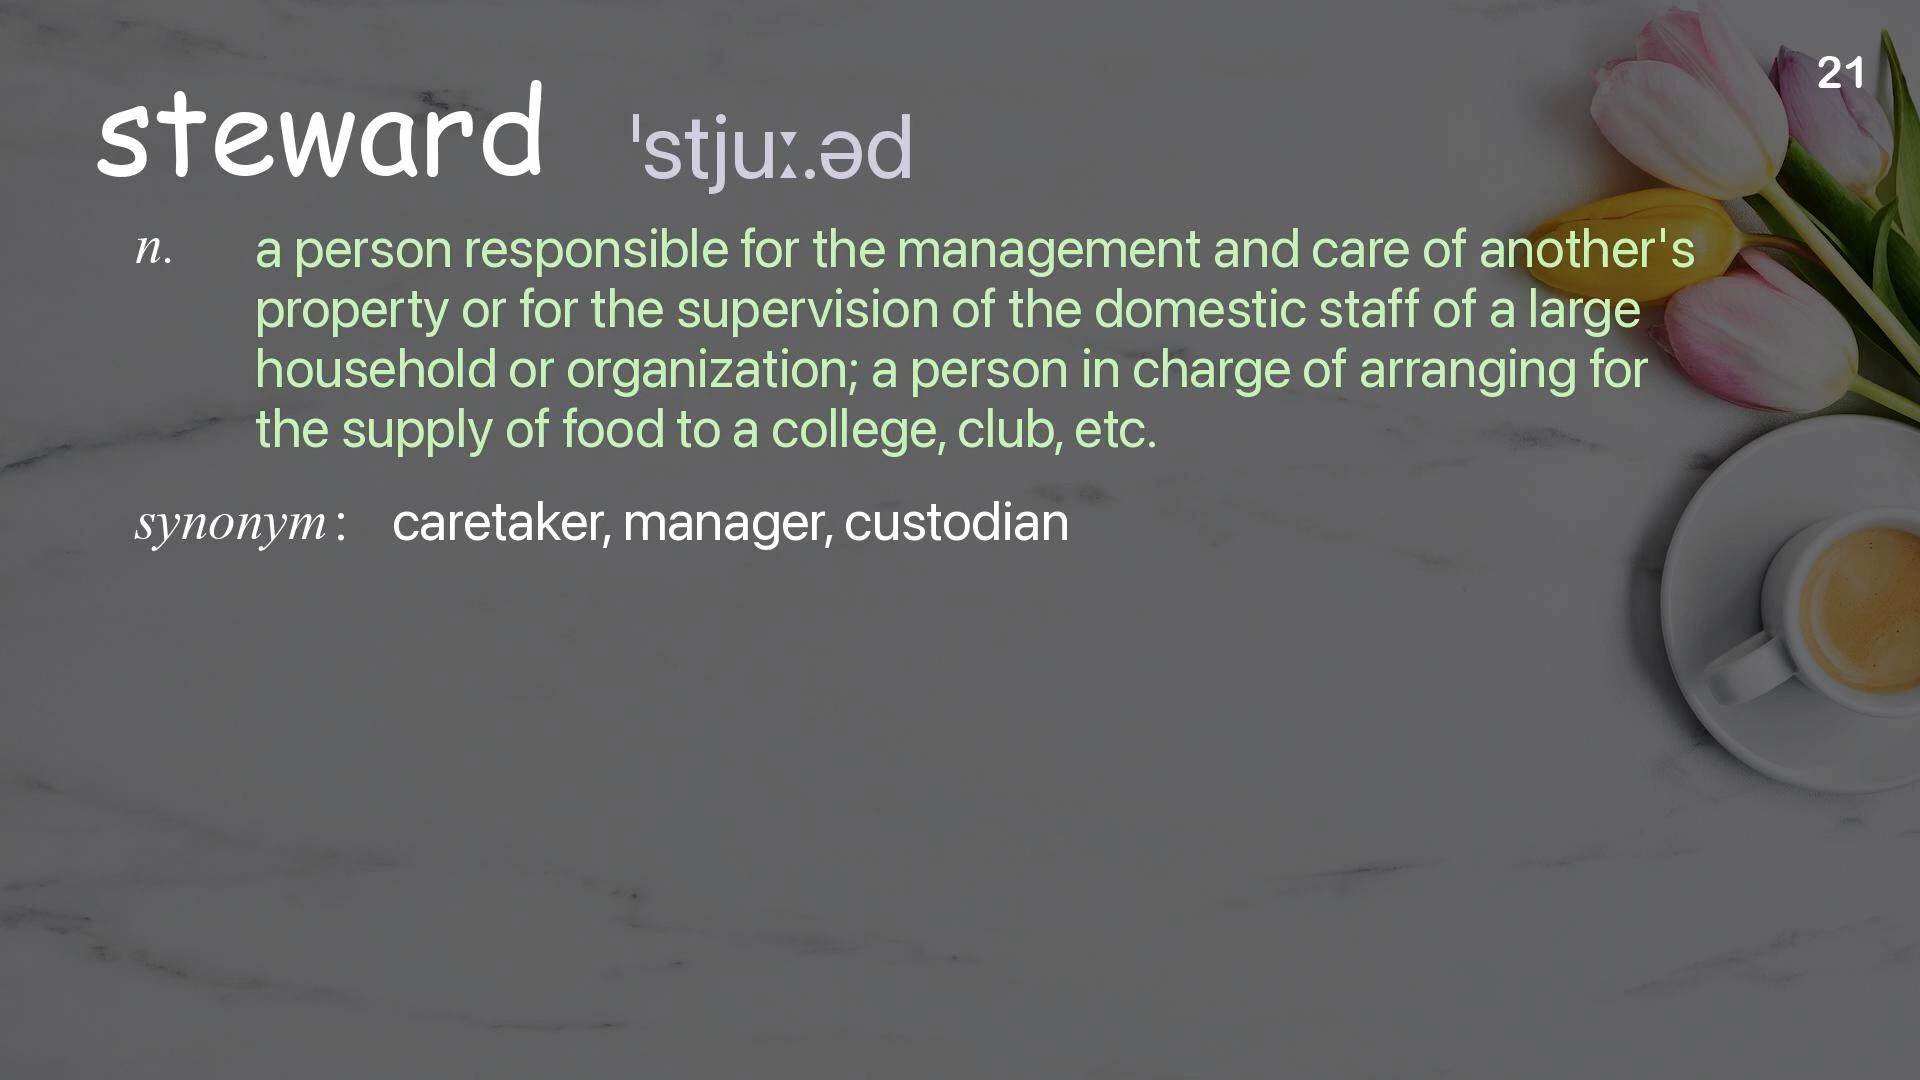 21
steward ˈstjuː.əd
n. a person responsible for the management and care of another's
property or for the supervision of the domestic staff of a large
household or organization; a person in charge of arranging for
the supply of food to a college, club, etc.
synonym: caretaker, manager, custodian